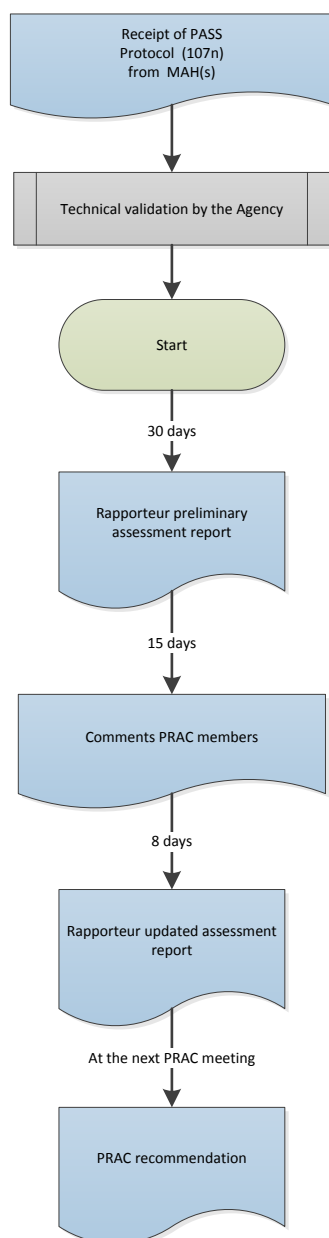 Receipt of PASS
Protocol (107n)
from MAH(s)
Technical validation by the Agency
Start
30 days
Rapporteur preliminary
assessment report
15 days
Comments PRAC members
8 days
Rapporteur updated assessment
report
At the next PRAC meeting
PRAC recommendation